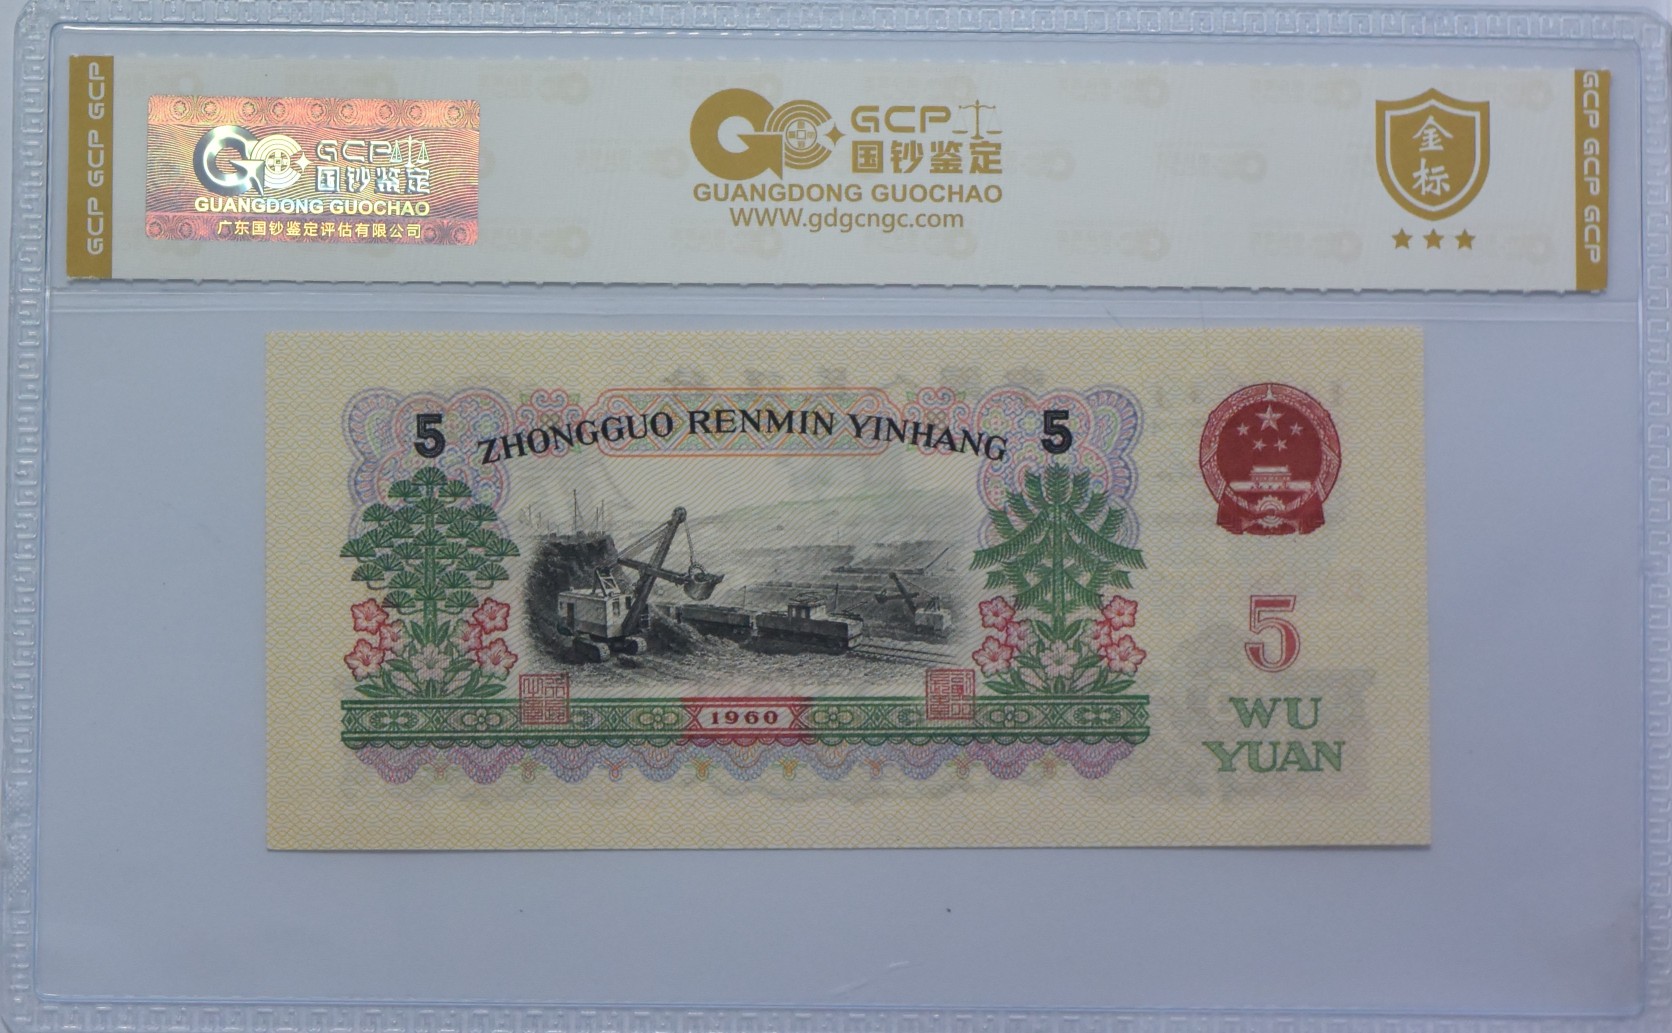 GCP GCP GCP
GCP 国钞鉴定
GUANGDONG GUOCHAO
广东国钞鉴定评估有限公司
GCP
国钞鉴定
GUANGDONG GUOCHAO
WWW.gdgcngc.com
金
标
GCP GCP GCP
5 ZHONGGUO RENMIN YINHANG 5
1960
5
WU
YUAN